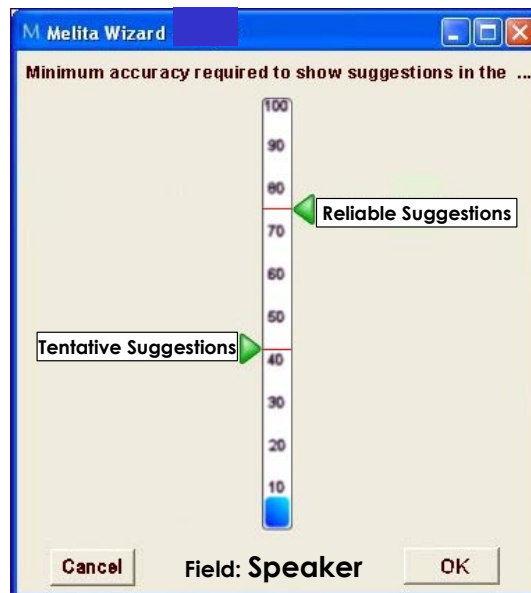 M Melita Wizard
Minimum accuracy required to show suggestions in the ...
100
90
80
Reliable Suggestions
70
60
50
Tentative Suggestions
40
30
20
10
Cancel Field: Speaker OK